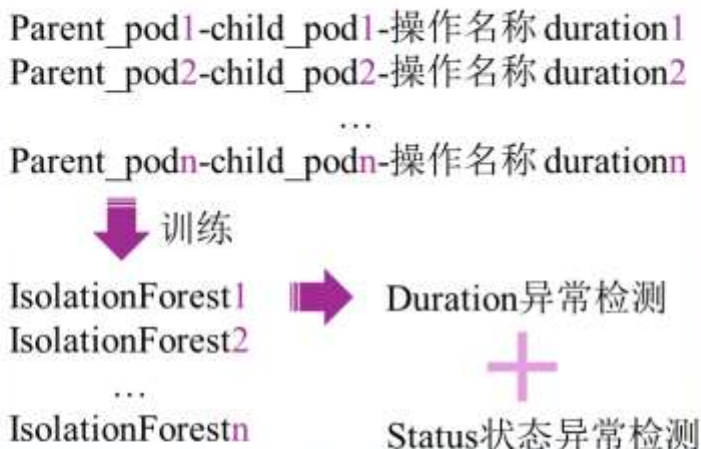 Parent_pod1-child_pod1-操作名称 duration1
Parent_pod2-child_pod2-操作名称 duration2
…
Parent_podn-child_podn-操作名称 durationn
训练
IsolationForest1
Duration异常检测
IsolationForest2
…
IsolationForestn
Status状态异常检测